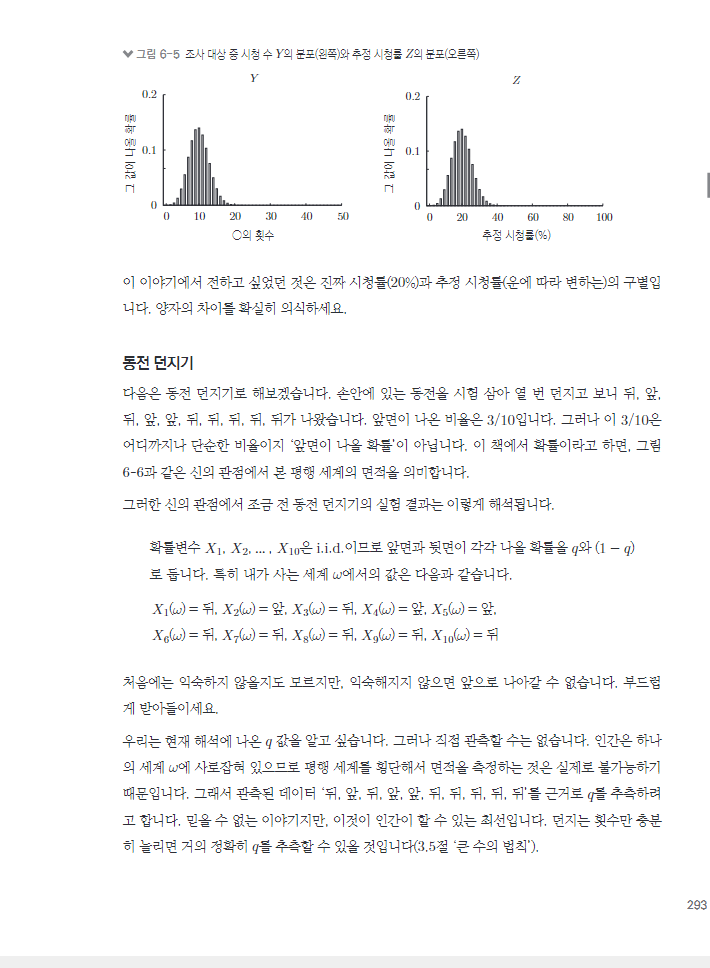 그림 6-5 조사 대상 중 시청 수 Y의 분포(왼쪽)와 추정 시청률 Z의 분포(오른쪽)
Y
0.2
0.1
0
그 값이 나올 확률
0 10 20 30 40 50
○의 횟수
Z
0.2
0.1
0
그 값이 나올 확률
0 20 40 60 80 100
추정 시청률(%)
이 이야기에서 전하고 싶었던 것은 진짜 시청률(20%)과 추정 시청률(운에 따라 변하는)의 구별입
니다. 양자의 차이를 확실히 의식하세요.
동전 던지기
다음은 동전 던지기로 해보겠습니다. 손안에 있는 동전을 시험 삼아 열 번 던지고 보니 뒤, 앞,
뒤, 앞, 앞, 뒤, 뒤, 뒤, 뒤, 뒤가 나왔습니다. 앞면이 나온 비율은 3/10입니다. 그러나 이 3/10은
어디까지나 단순한 비율이지 ‘앞면이 나올 확률’이 아닙니다. 이 책에서 확률이라고 하면, 그림
6-6과 같은 신의 관점에서 본 평행 세계의 면적을 의미합니다.
그러한 신의 관점에서 조금 전 동전 던지기의 실험 결과는 이렇게 해석됩니다.
확률변수 X₁, X₂, … , X₁₀은 i.i.d.이므로 앞면과 뒷면이 각각 나올 확률을 q와 (1 − q)
로 둡니다. 특히 내가 사는 세계 ω에서의 값은 다음과 같습니다.
X₁(ω) = 뒤, X₂(ω) = 앞, X₃(ω) = 뒤, X₄(ω) = 앞, X₅(ω) = 앞,
X₆(ω) = 뒤, X₇(ω) = 뒤, X₈(ω) = 뒤, X₉(ω) = 뒤, X₁₀(ω) = 뒤
처음에는 익숙하지 않을지도 모르지만, 익숙해지지 않으면 앞으로 나아갈 수 없습니다. 부드럽
게 받아들이세요.
우리는 현재 해석에 나온 q 값을 알고 싶습니다. 그러나 직접 관측할 수는 없습니다. 인간은 하나
의 세계 ω에 사로잡혀 있으므로 평행 세계를 횡단해서 면적을 측정하는 것은 실제로 불가능하기
때문입니다. 그래서 관측된 데이터 ‘뒤, 앞, 뒤, 앞, 앞, 뒤, 뒤, 뒤, 뒤, 뒤’를 근거로 q를 추측하려
고 합니다. 믿을 수 없는 이야기지만, 이것이 인간이 할 수 있는 최선입니다. 던지는 횟수만 충분
히 늘리면 거의 정확히 q를 추측할 수 있을 것입니다(3.5절 ‘큰 수의 법칙’).
293